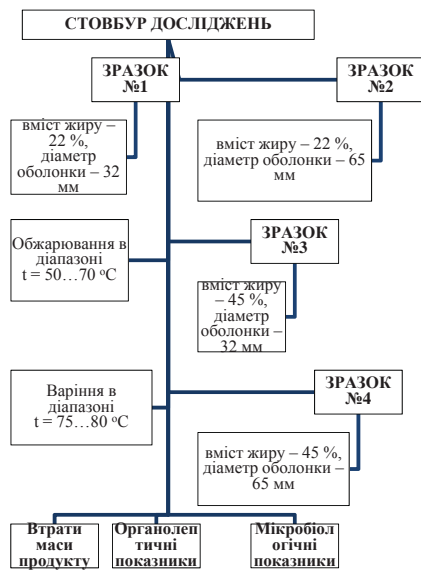 СТОВБУР ДОСЛІДЖЕНЬ
ЗРАЗОК
№1
ЗРАЗОК
№2
вміст жиру –
22 %,
діаметр
оболонки – 32
мм
вміст жиру – 22 %,
діаметр оболонки – 65
мм
Обжарювання в
діапазоні
t = 50…70 ºС
ЗРАЗОК
№3
вміст жиру
– 45 %,
діаметр
оболонки –
32 мм
Варіння в
діапазоні
t = 75…80 ºС
ЗРАЗОК
№4
вміст жиру – 45 %,
діаметр оболонки –
65 мм
Втрати
маси
продукту
Органолеп
тичні
показники
Мікробіол
огічні
показники